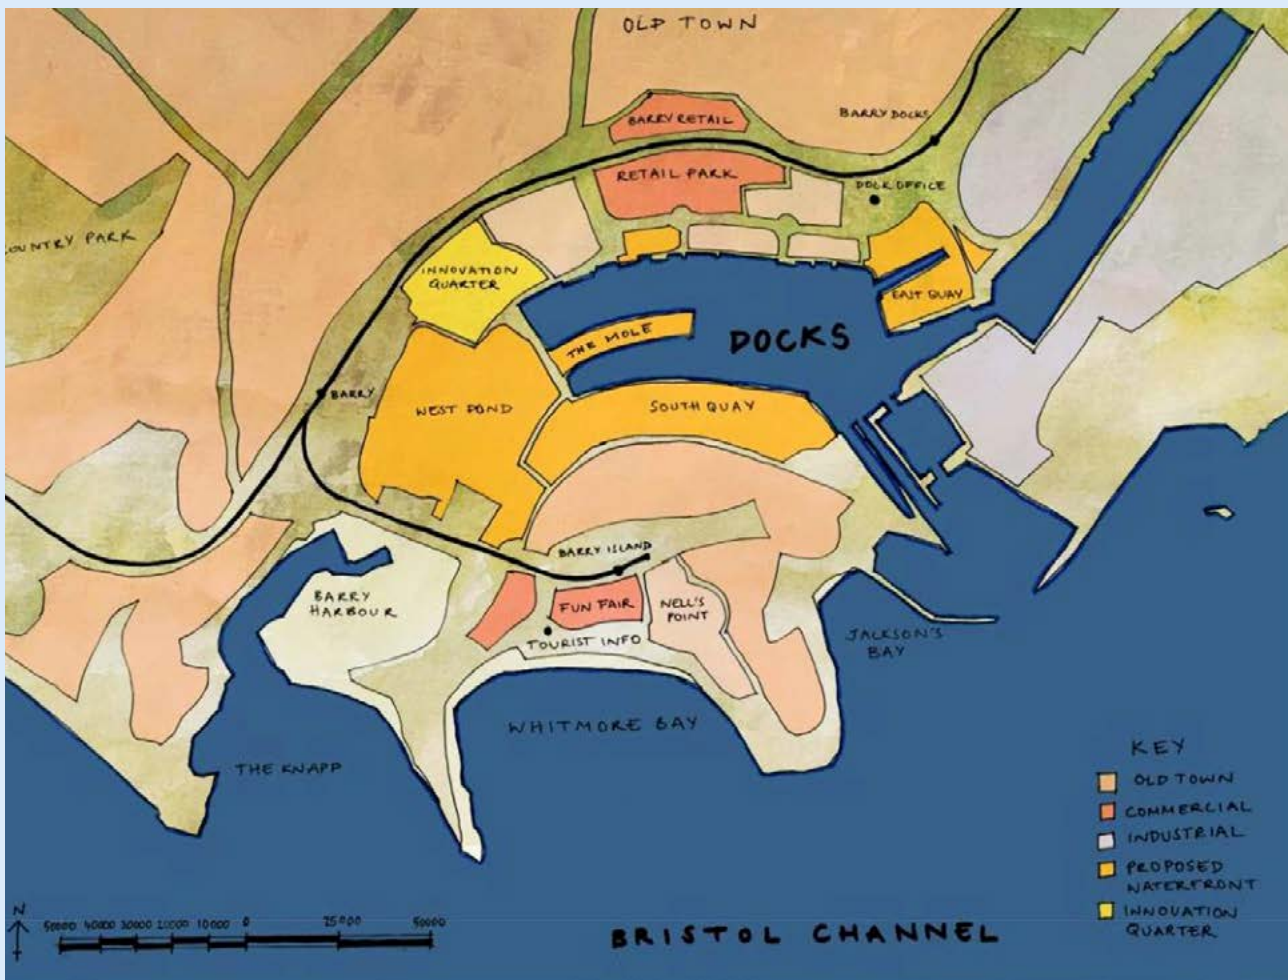 OLD TOWN
BARRY RETAIL
BARRY DOCKS
RETAIL PARK
DOCK OFFICE
COUNTRY PARK
INNOVATION
QUARTER
EAST QUAY
THE MOLE
DOCKS
BARRY
WEST POND
SOUTH QUAY
BARRY ISLAND
BARRY
HARBOUR
FUN FAIR
NELL'S
POINT
TOURIST INFO
JACKSON'S
BAY
WHITMORE BAY
THE KNAPP
KEY
OLD TOWN
COMMERCIAL
INDUSTRIAL
PROPOSED
WATERFRONT
INNOVATION
QUARTER
N
50000 40000 30000 20000 10000 0 25000 50000
BRISTOL CHANNEL